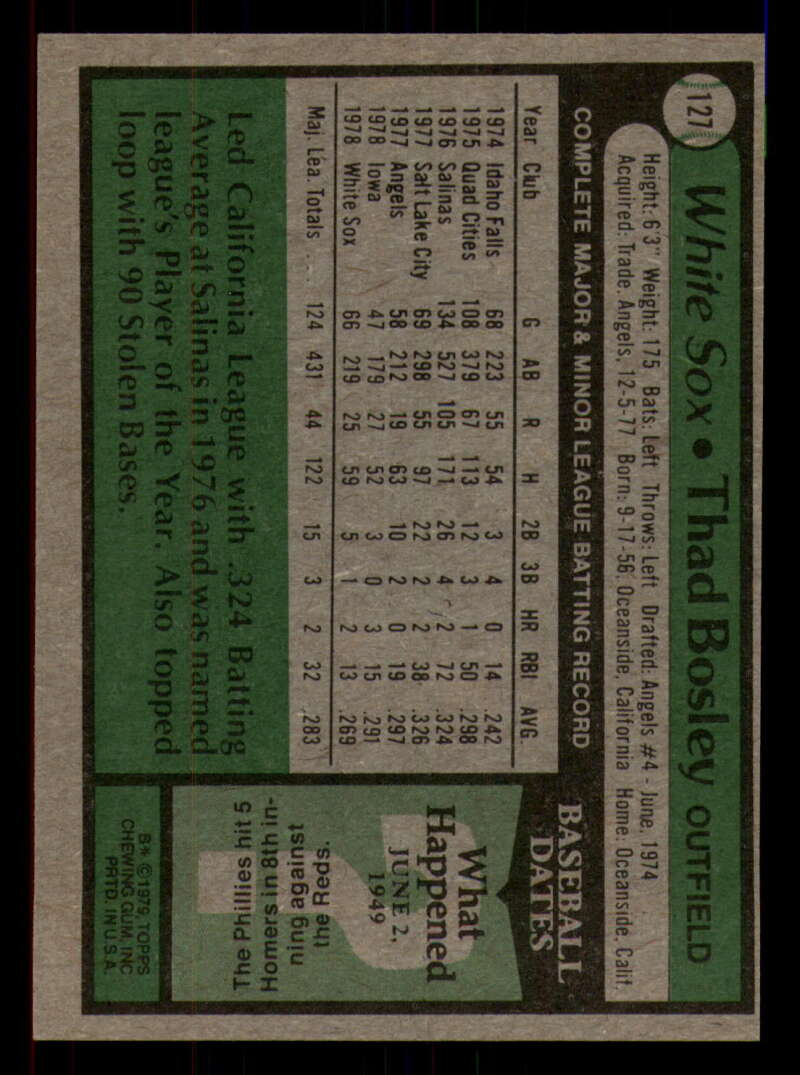 127
White Sox • Thad Bosley OUTFIELD
Height: 6'3" Weight: 175 Bats: Left Throws: Left Drafted: Angels #4 - June, 1974
Acquired: Trade, Angels, 12-5-77 Born: 9-17-56, Oceanside, California Home: Oceanside, Calif.
COMPLETE MAJOR & MINOR LEAGUE BATTING RECORD
Year Club G AB R H 2B 3B HR RBI AVG.
1974 Idaho Falls 68 223 55 54 3 4 0 14 .242
1975 Quad Cities 108 379 67 113 12 3 1 50 .298
1976 Salinas 134 527 105 171 26 4 2 72 .324
1977 Salt Lake City 69 298 55 97 22 2 2 38 .326
1977 Angels 58 212 19 63 10 2 0 19 .297
1978 Iowa 47 179 27 52 3 0 3 15 .291
1978 White Sox 66 219 25 59 5 1 2 13 .269
Maj. Lea. Totals . . . 124 431 44 122 15 3 2 32 .283
Led California League with .324 Batting
Average at Salinas in 1976 and was named
league's Player of the Year. Also topped
loop with 90 Stolen Bases.
BASEBALL
DATES
What
Happened
JUNE 2,
1949
The Phillies hit 5
Homers in 8th in-
ning against
the Reds.
B* © 1979, TOPPS
CHEWING GUM, INC
PRTD. IN U.S.A.